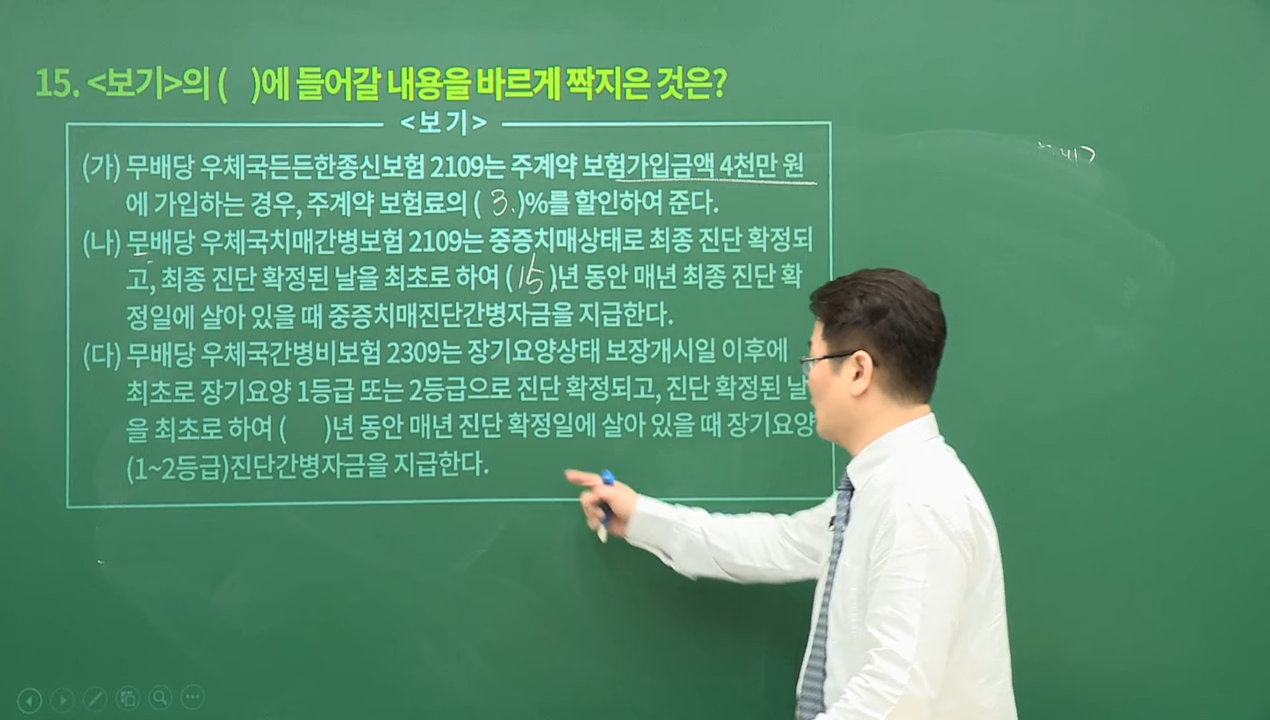 15. <보기>의 (   )에 들어갈 내용을 바르게 짝지은 것은?
<보 기>
(가) 무배당 우체국든든한종신보험 2109는 주계약 보험가입금액 4천만 원
에 가입하는 경우, 주계약 보험료의 ( 3. )%를 할인하여 준다.
(나) 무배당 우체국치매간병보험 2109는 중증치매상태로 최종 진단 확정되
고, 최종 진단 확정된 날을 최초로 하여 ( 15 )년 동안 매년 최종 진단 확
정일에 살아 있을 때 중증치매진단간병자금을 지급한다.
(다) 무배당 우체국간병비보험 2309는 장기요양상태 보장개시일 이후에
최초로 장기요양 1등급 또는 2등급으로 진단 확정되고, 진단 확정된 날
을 최초로 하여 (     )년 동안 매년 진단 확정일에 살아 있을 때 장기요양
(1~2등급)진단간병자금을 지급한다.